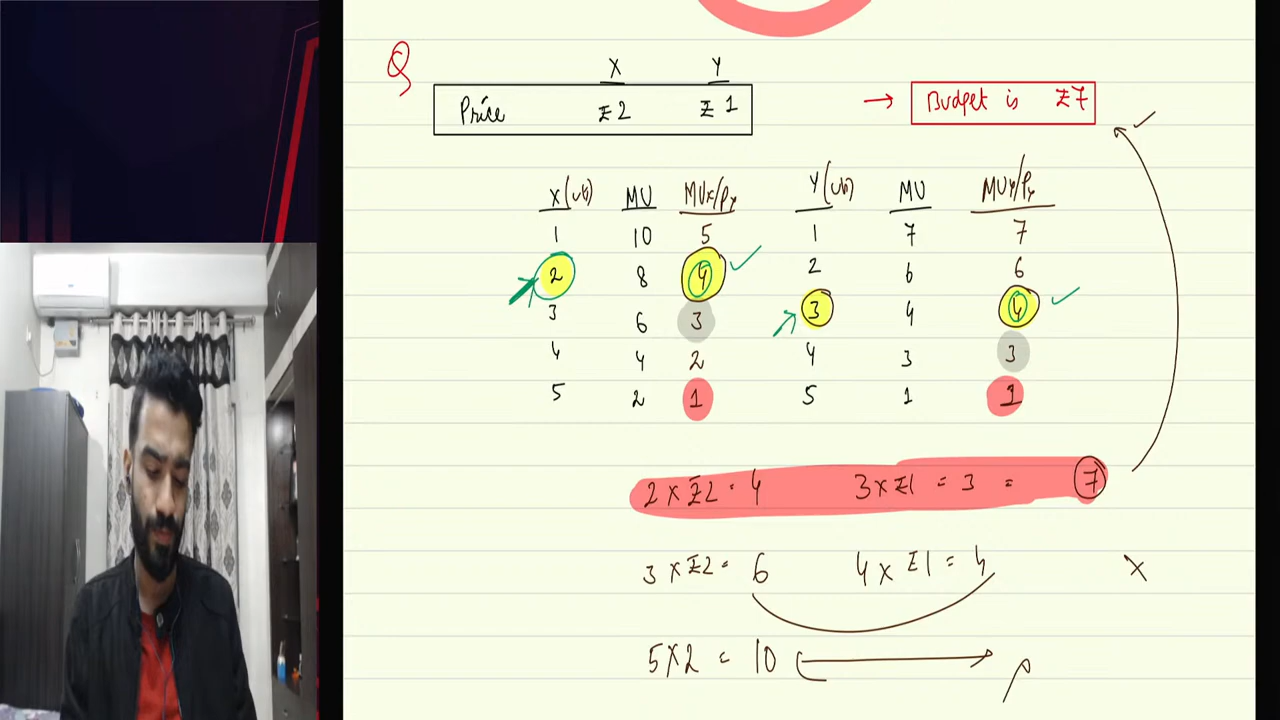 Q
X Y
Price ₹2 ₹1
→ Budget is ₹7
X(ub) MU MUx/Px Y(ub) MU MUy/Py
1 10 5 1 7 7
2 8 4 2 6 6
3 6 3 3 4 4
4 4 2 4 3 3
5 2 1 5 1 1
2 x ₹2 = 4 3 x ₹1 = 3 = 7
3 x ₹2 = 6 4 x ₹1 = 4 X
5 X 2 = 10